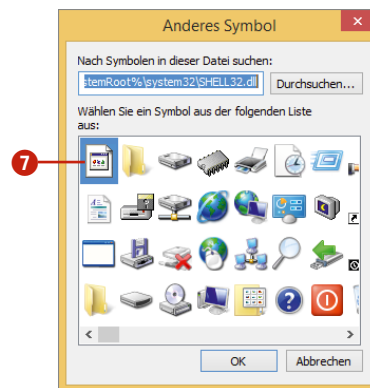 Anderes Symbol
Nach Symbolen in dieser Datei suchen:
stemRoot%\system32\SHELL32.dll
Durchsuchen...
Wählen Sie ein Symbol aus der folgenden Liste
aus:
7
OK
Abbrechen